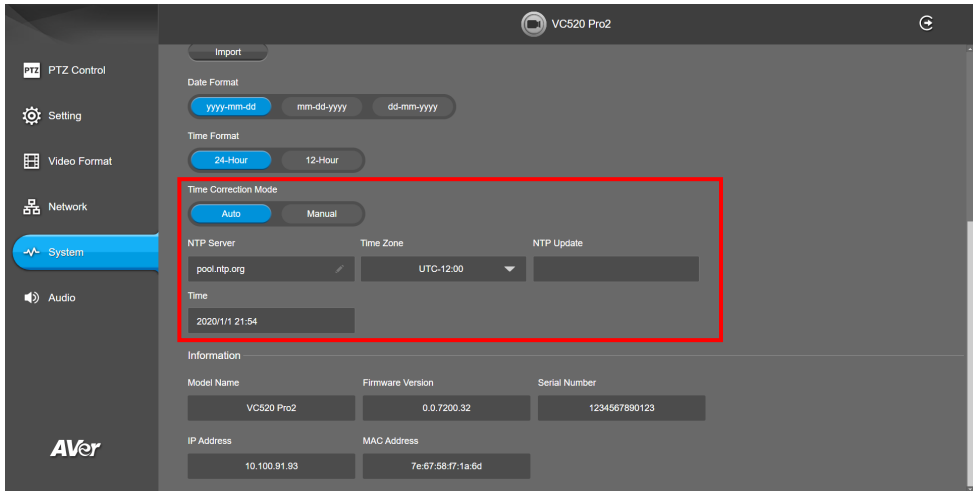 VC520 Pro2
PTZ PTZ Control
Setting
Video Format
Network
System
Audio
AVer
Import
Date Format
yyyy-mm-dd mm-dd-yyyy dd-mm-yyyy
Time Format
24-Hour 12-Hour
Time Correction Mode
Auto Manual
NTP Server Time Zone NTP Update
pool.ntp.org UTC-12:00
Time
2020/1/1 21:54
Information
Model Name Firmware Version Serial Number
VC520 Pro2 0.0.7200.32 1234567890123
IP Address MAC Address
10.100.91.93 7e:67:58:f7:1a:6d